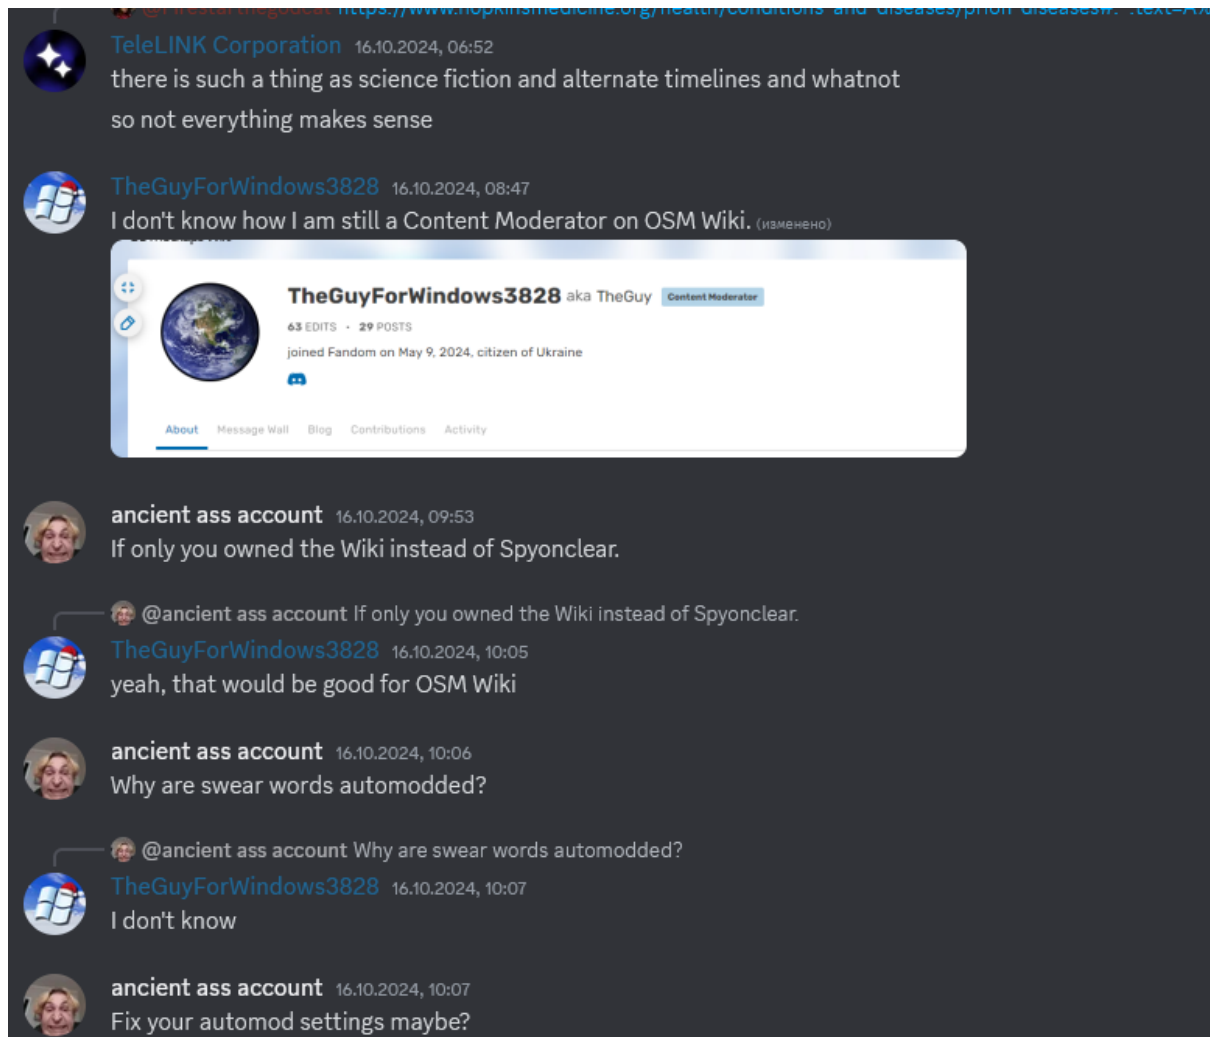 TeleLINK Corporation 16.10.2024, 06:52
there is such a thing as science fiction and alternate timelines and whatnot
so not everything makes sense
TheGuyForWindows3828 16.10.2024, 08:47
I don't know how I am still a Content Moderator on OSM Wiki. (изменено)
TheGuyForWindows3828 aka TheGuy Content Moderator
63 EDITS • 29 POSTS
joined Fandom on May 9, 2024, citizen of Ukraine
About Message Wall Blog Contributions Activity
ancient ass account 16.10.2024, 09:53
If only you owned the Wiki instead of Spyonclear.
@ancient ass account If only you owned the Wiki instead of Spyonclear.
TheGuyForWindows3828 16.10.2024, 10:05
yeah, that would be good for OSM Wiki
ancient ass account 16.10.2024, 10:06
Why are swear words automodded?
@ancient ass account Why are swear words automodded?
TheGuyForWindows3828 16.10.2024, 10:07
I don't know
ancient ass account 16.10.2024, 10:07
Fix your automod settings maybe?